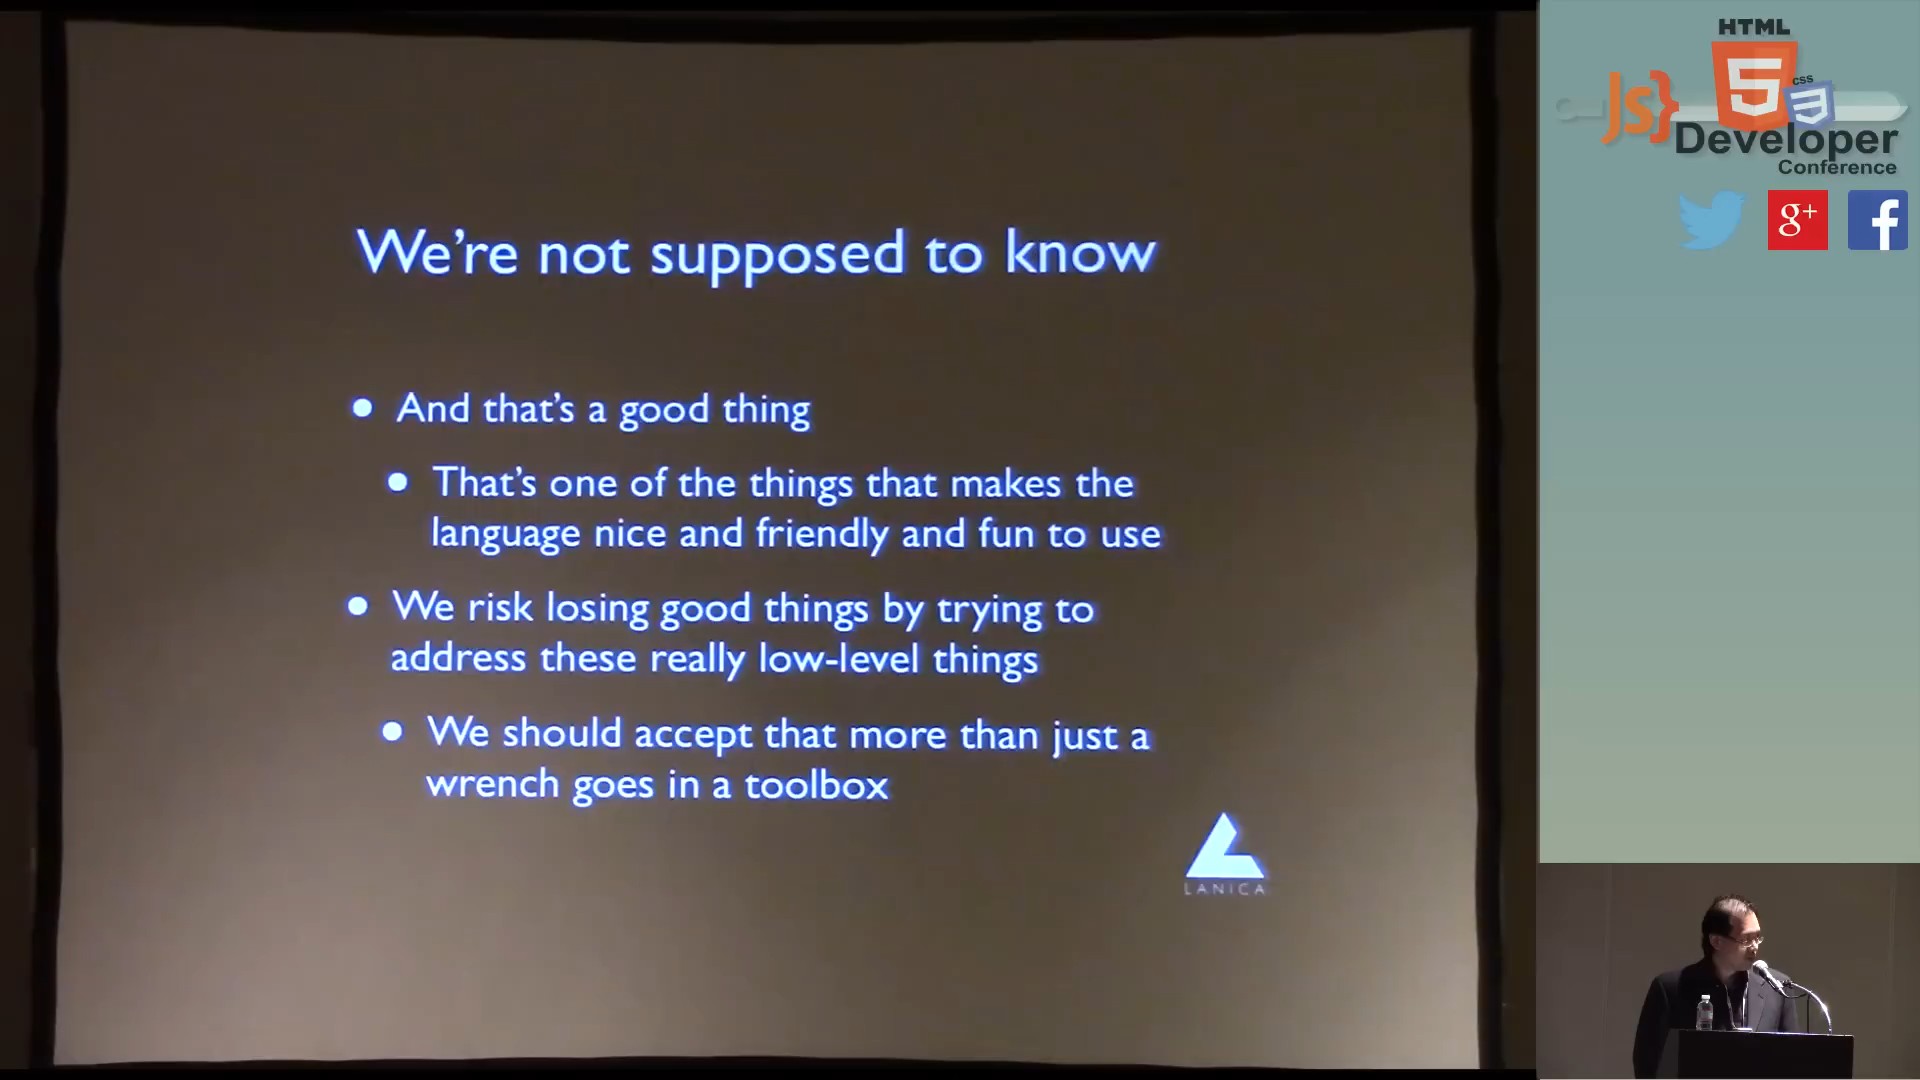 We're not supposed to know
And that's a good thing
That's one of the things that makes the
language nice and friendly and fun to use
We risk losing good things by trying to
address these really low-level things
We should accept that more than just a
wrench goes in a toolbox
LANICA
HTML
5
CSS
3
JS}
Developer
Conference
g+
f